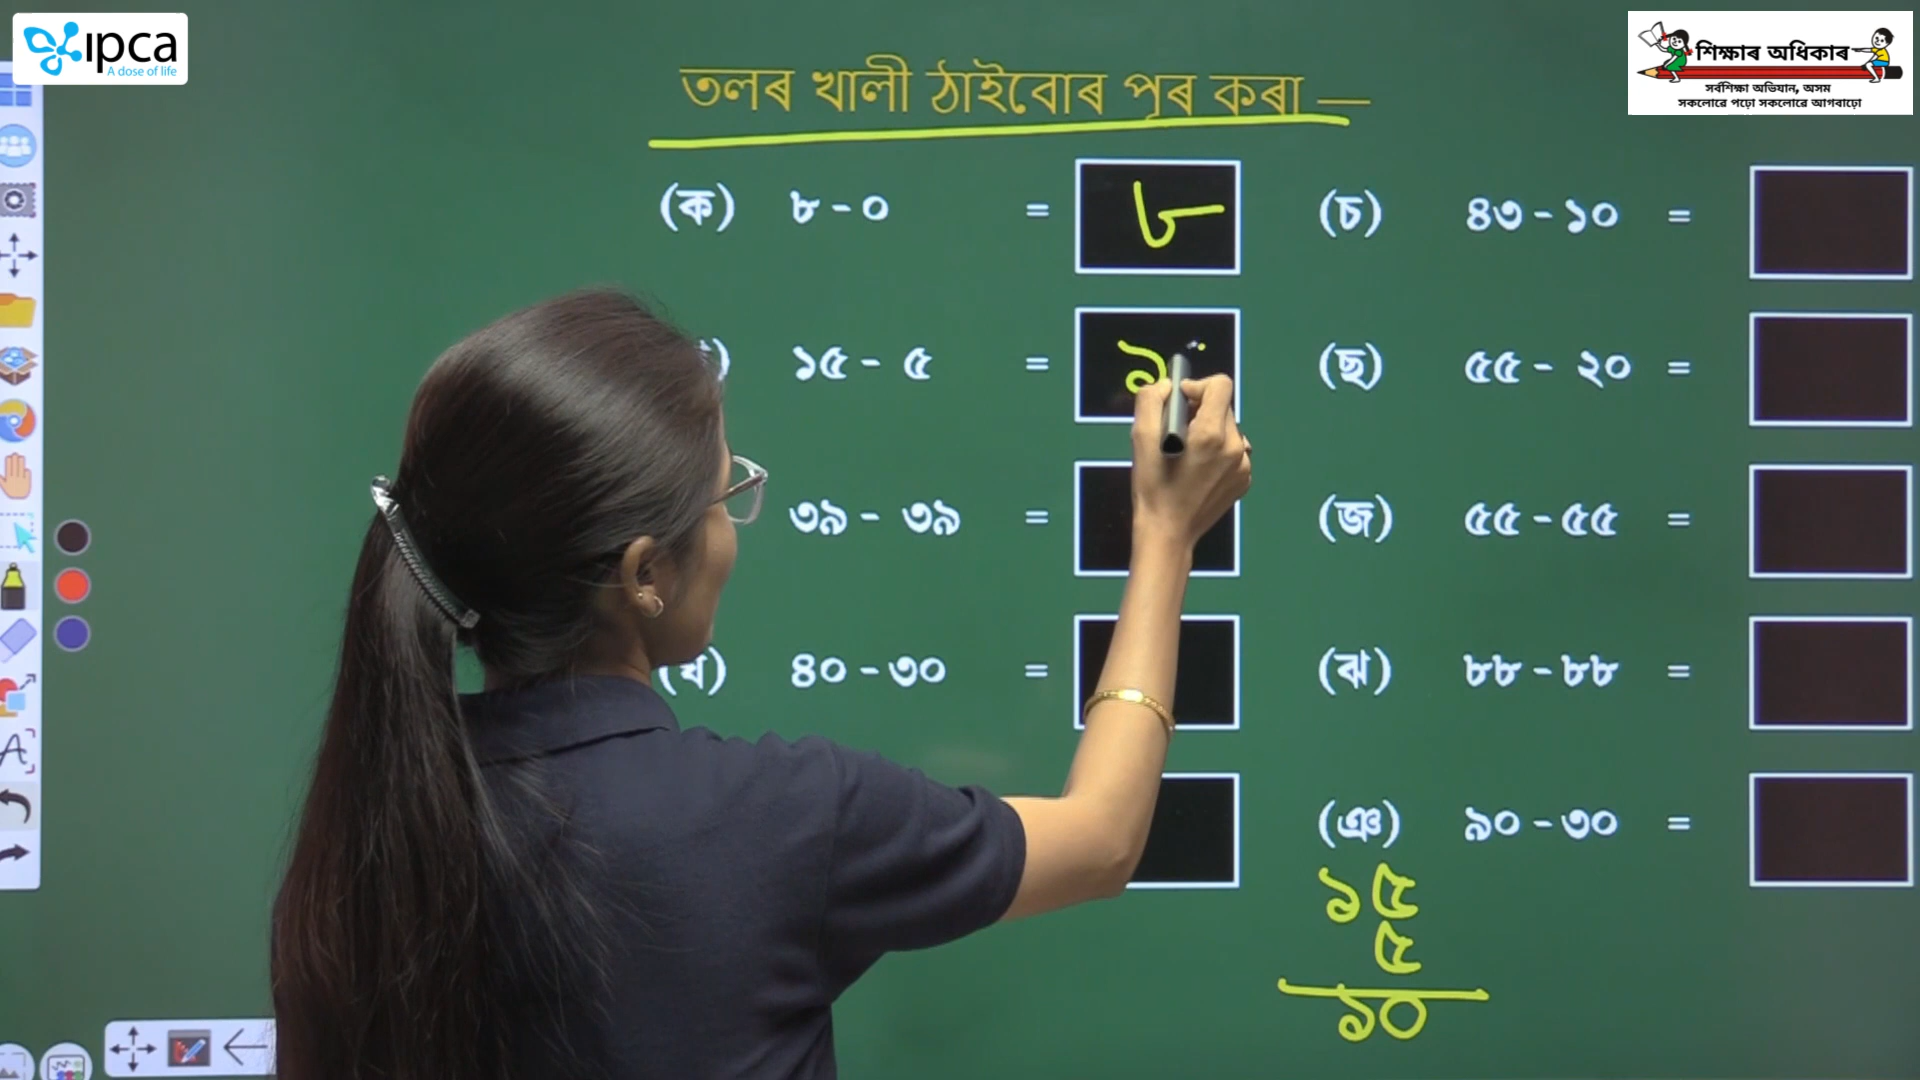 ipca
A dose of life
শিক্ষাৰ অধিকাৰ
সৰ্বশিক্ষা অভিযান, অসম
সকলোৱে পঢ়ো সকলোৱে আগবাঢ়ো
তলৰ খালী ঠাইবোৰ পূৰ কৰা —
(ক) ৮ - ০ = ৮
১৫ - ৫ = ১
৩৯ - ৩৯ =
(ঘ) ৪০ - ৩০ =
(চ) ৪৩ - ১০ =
(ছ) ৫৫ - ২০ =
(জ) ৫৫ - ৫৫ =
(ঝ) ৮৮ - ৮৮ =
(ঞ) ৯০ - ৩০ =
১৫
৫
১০